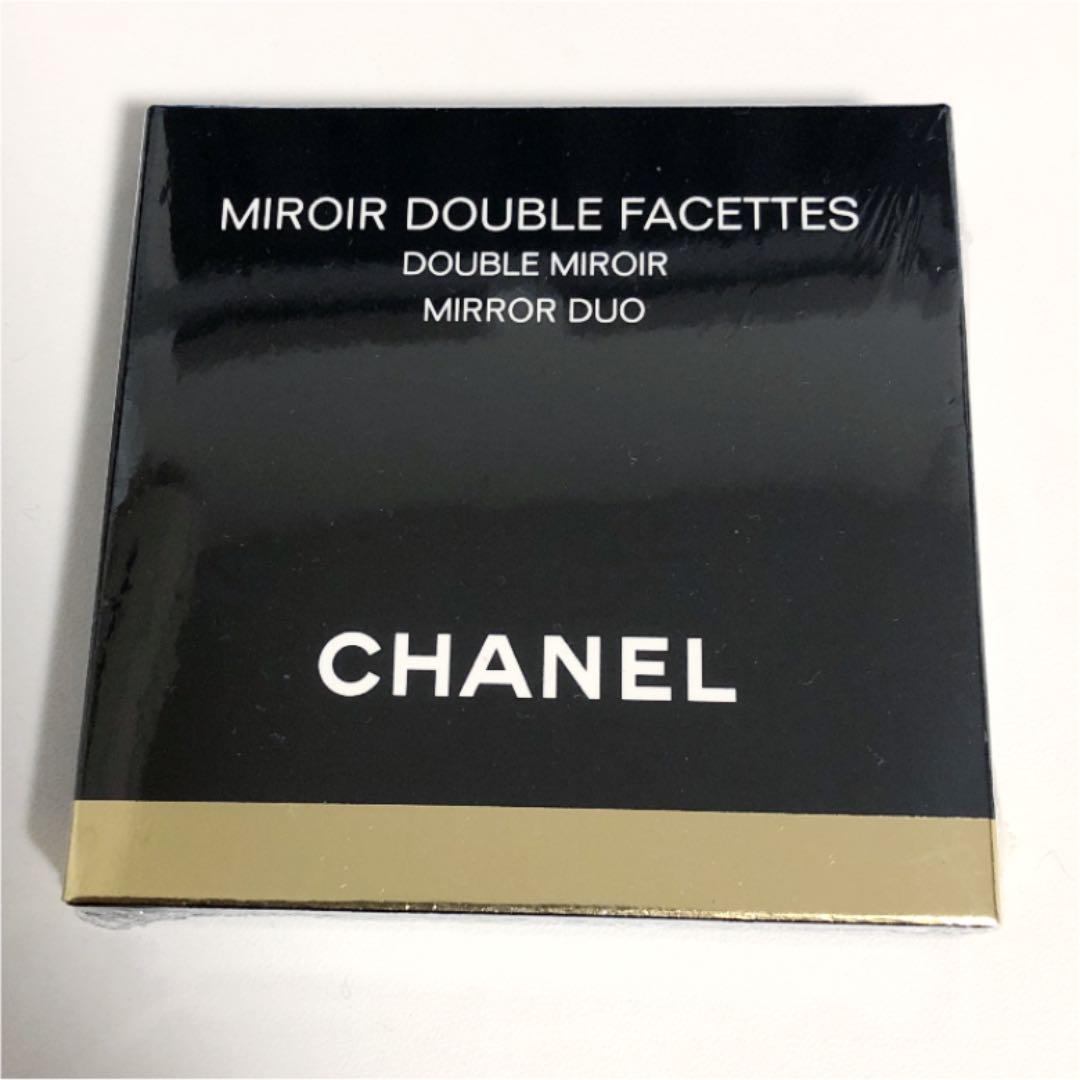 MIROIR DOUBLE FACETTES
DOUBLE MIROIR
MIRROR DUO
CHANEL